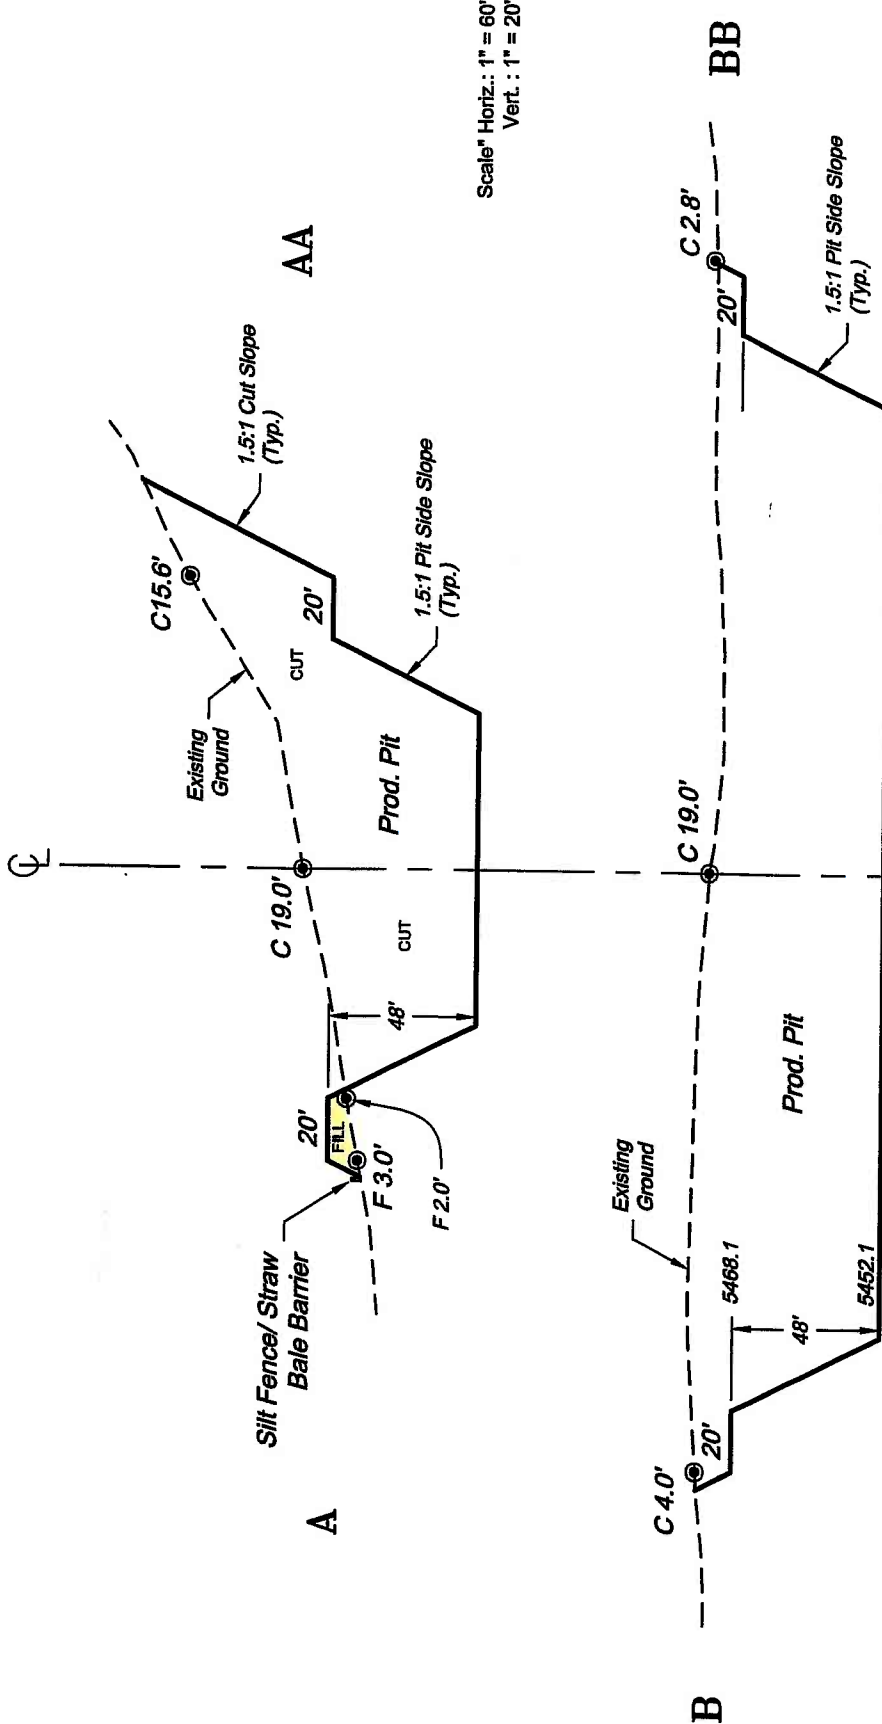 ℄
AA
C15.6'
1.5:1 Cut Slope
(Typ.)
Existing
Ground
CUT
20'
C 19.0'
1.5:1 Pit Side Slope
(Typ.)
Prod. Pit
CUT
48'
20'
FILL
F 3.0'
F 2.0'
Silt Fence/ Straw
Bale Barrier
A
Scale" Horiz.: 1" = 60'
Vert. : 1" = 20'
BB
C 2.8'
20'
1.5:1 Pit Side Slope
(Typ.)
C 19.0'
Prod. Pit
Existing
Ground
5468.1
48'
5452.1
20'
C 4.0'
B